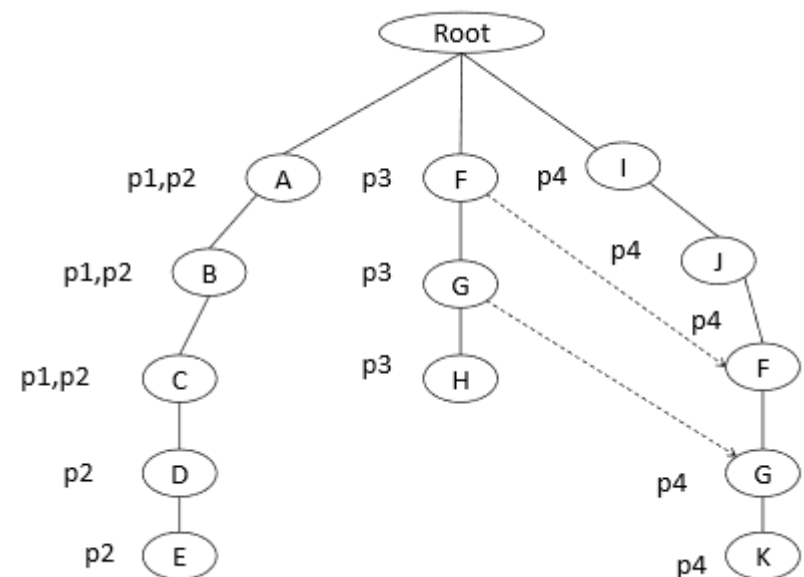 Root
p1,p2 A p3 F p4 I
p4 J
p1,p2 B p3 G
p4 F
p1,p2 C p3 H
p2 D p4 G
p2 E p4 K